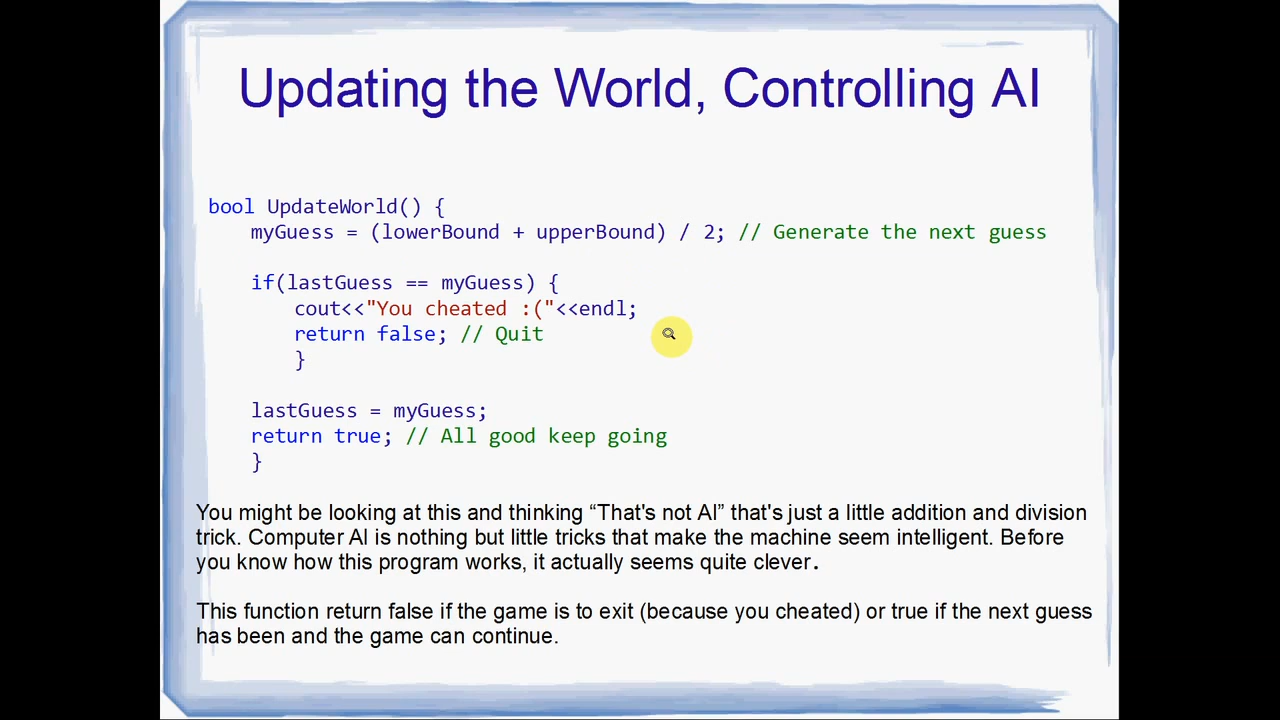 Updating the World, Controlling AI
bool UpdateWorld() {
myGuess = (lowerBound + upperBound) / 2; // Generate the next guess
if(lastGuess == myGuess) {
cout<<"You cheated :("<<endl;
return false; // Quit
}
lastGuess = myGuess;
return true; // All good keep going
}
You might be looking at this and thinking “That's not AI” that's just a little addition and division
trick. Computer AI is nothing but little tricks that make the machine seem intelligent. Before
you know how this program works, it actually seems quite clever.
This function return false if the game is to exit (because you cheated) or true if the next guess
has been and the game can continue.